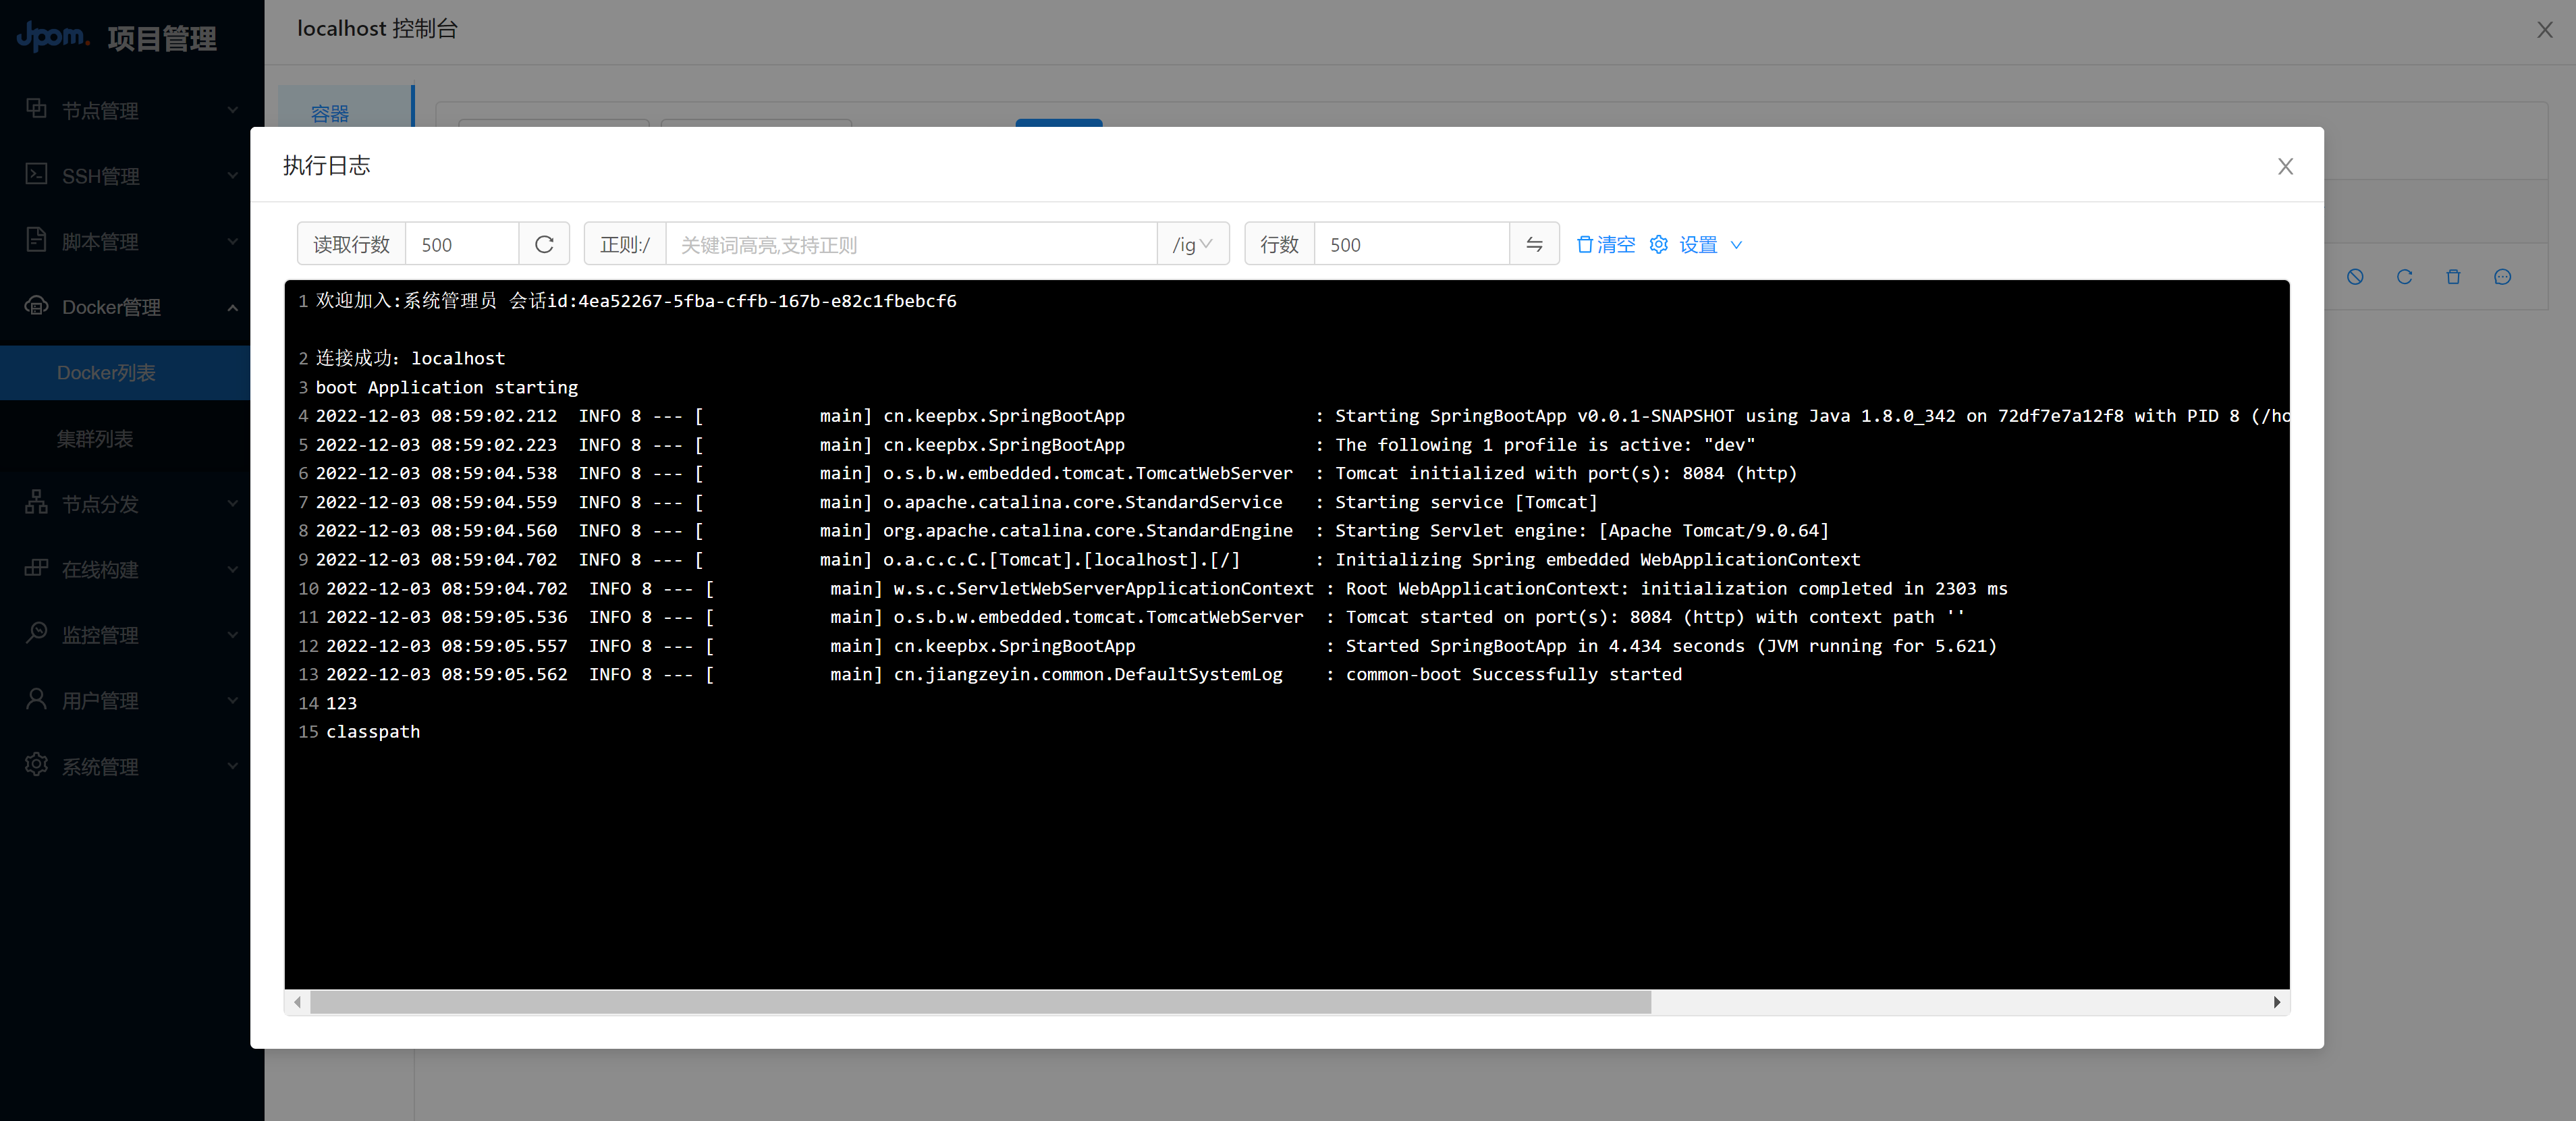 Jpom. 项目管理
节点管理
SSH管理
脚本管理
Docker管理
Docker列表
集群列表
节点分发
在线构建
监控管理
用户管理
系统管理
localhost 控制台
容器
执行日志
读取行数 500 正则:/ 关键词高亮,支持正则 /ig 行数 500 清空 设置
1 欢迎加入:系统管理员 会话id:4ea52267-5fba-cffb-167b-e82c1fbebcf6
2 连接成功: localhost
3 boot Application starting
4 2022-12-03 08:59:02.212  INFO 8 --- [           main] cn.keepbx.SpringBootApp                  : Starting SpringBootApp v0.0.1-SNAPSHOT using Java 1.8.0_342 on 72df7e7a12f8 with PID 8 (/ho
5 2022-12-03 08:59:02.223  INFO 8 --- [           main] cn.keepbx.SpringBootApp                  : The following 1 profile is active: "dev"
6 2022-12-03 08:59:04.538  INFO 8 --- [           main] o.s.b.w.embedded.tomcat.TomcatWebServer  : Tomcat initialized with port(s): 8084 (http)
7 2022-12-03 08:59:04.559  INFO 8 --- [           main] o.apache.catalina.core.StandardService   : Starting service [Tomcat]
8 2022-12-03 08:59:04.560  INFO 8 --- [           main] org.apache.catalina.core.StandardEngine  : Starting Servlet engine: [Apache Tomcat/9.0.64]
9 2022-12-03 08:59:04.702  INFO 8 --- [           main] o.a.c.c.C.[Tomcat].[localhost].[/]       : Initializing Spring embedded WebApplicationContext
10 2022-12-03 08:59:04.702  INFO 8 --- [           main] w.s.c.ServletWebServerApplicationContext : Root WebApplicationContext: initialization completed in 2303 ms
11 2022-12-03 08:59:05.536  INFO 8 --- [           main] o.s.b.w.embedded.tomcat.TomcatWebServer  : Tomcat started on port(s): 8084 (http) with context path ''
12 2022-12-03 08:59:05.557  INFO 8 --- [           main] cn.keepbx.SpringBootApp                  : Started SpringBootApp in 4.434 seconds (JVM running for 5.621)
13 2022-12-03 08:59:05.562  INFO 8 --- [           main] cn.jiangzeyin.common.DefaultSystemLog    : common-boot Successfully started
14 123
15 classpath